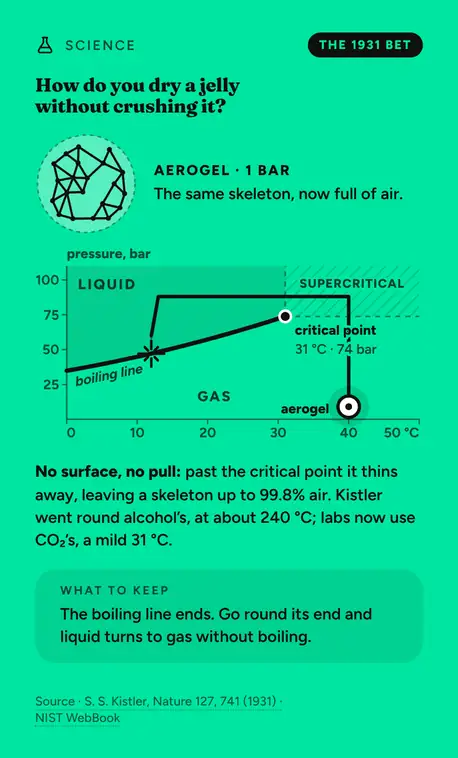 SCIENCE
THE 1931 BET
How do you dry a jelly
without crushing it?
AEROGEL · 1 BAR
The same skeleton, now full of air.
pressure, bar
100
LIQUID
SUPERCRITICAL
75
critical point
31 °C · 74 bar
50
boiling line
25
GAS
aerogel
0 10 20 30 40 50 °C
No surface, no pull: past the critical point it thins
away, leaving a skeleton up to 99.8% air. Kistler
went round alcohol’s, at about 240 °C; labs now use
CO₂’s, a mild 31 °C.
WHAT TO KEEP
The boiling line ends. Go round its end and
liquid turns to gas without boiling.
Source · S. S. Kistler, Nature 127, 741 (1931) ·
NIST WebBook